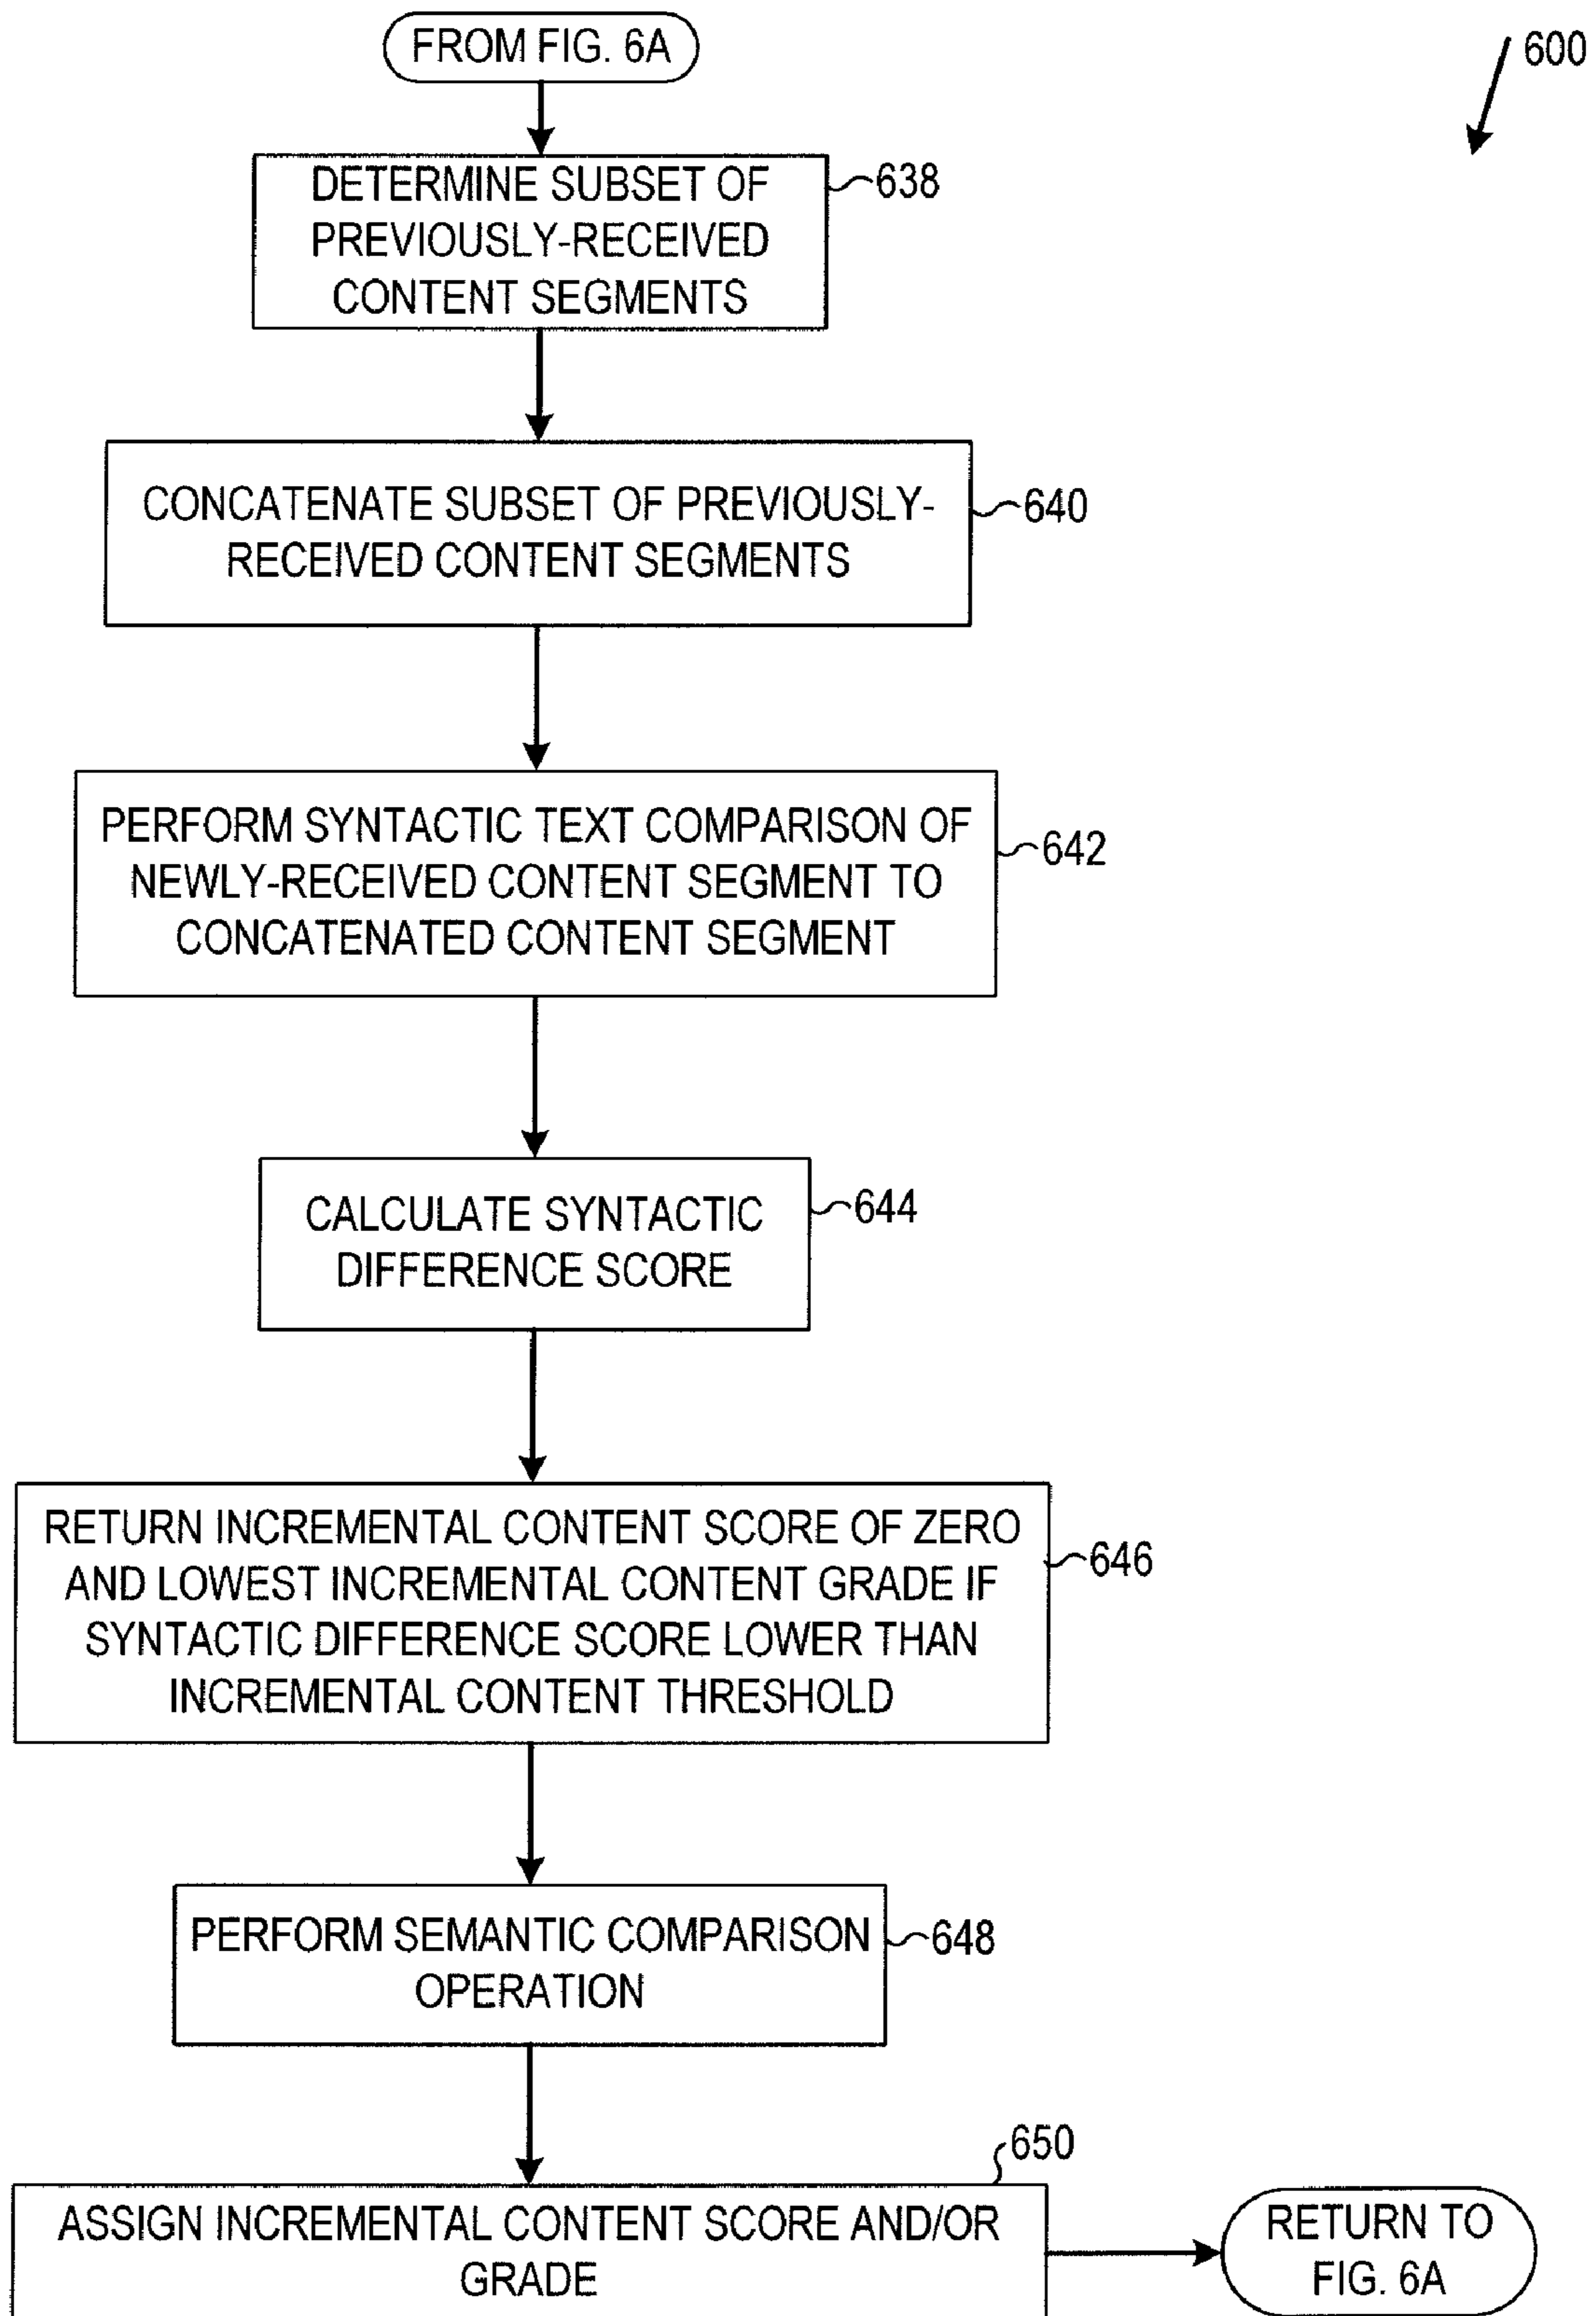 FROM FIG. 6A
600
DETERMINE SUBSET OF
PREVIOUSLY-RECEIVED
CONTENT SEGMENTS
638
CONCATENATE SUBSET OF PREVIOUSLY-
RECEIVED CONTENT SEGMENTS
640
PERFORM SYNTACTIC TEXT COMPARISON OF
NEWLY-RECEIVED CONTENT SEGMENT TO
CONCATENATED CONTENT SEGMENT
642
CALCULATE SYNTACTIC
DIFFERENCE SCORE
644
RETURN INCREMENTAL CONTENT SCORE OF ZERO
AND LOWEST INCREMENTAL CONTENT GRADE IF
SYNTACTIC DIFFERENCE SCORE LOWER THAN
INCREMENTAL CONTENT THRESHOLD
646
PERFORM SEMANTIC COMPARISON
OPERATION
648
650
ASSIGN INCREMENTAL CONTENT SCORE AND/OR
GRADE
RETURN TO
FIG. 6A